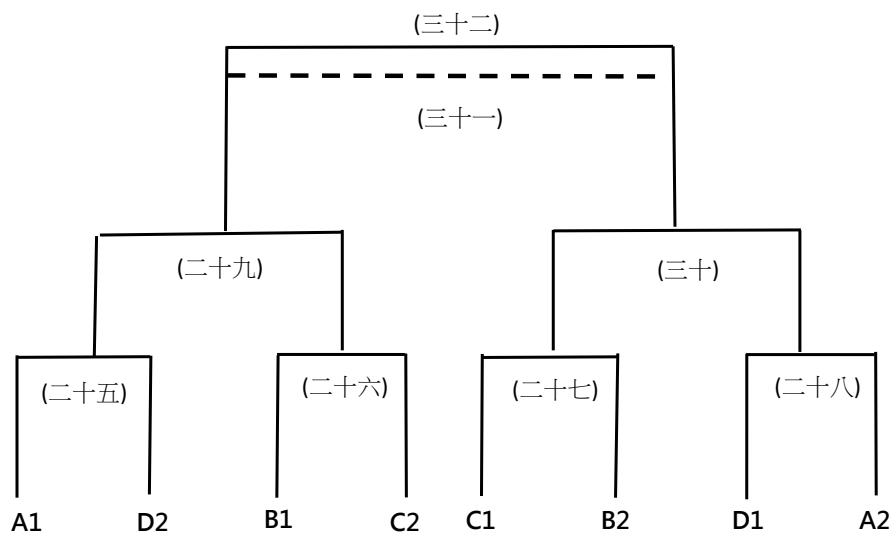 (三十二)
(三十一)
(二十九) (三十)
(二十五) (二十六) (二十七) (二十八)
A1 D2 B1 C2 C1 B2 D1 A2